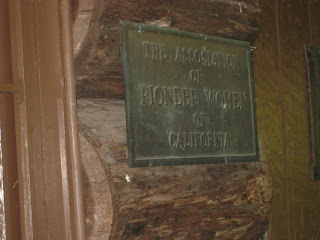 THE ASSOCIATION
OF
PIONEER WOMEN
OF
CALIFORNIA